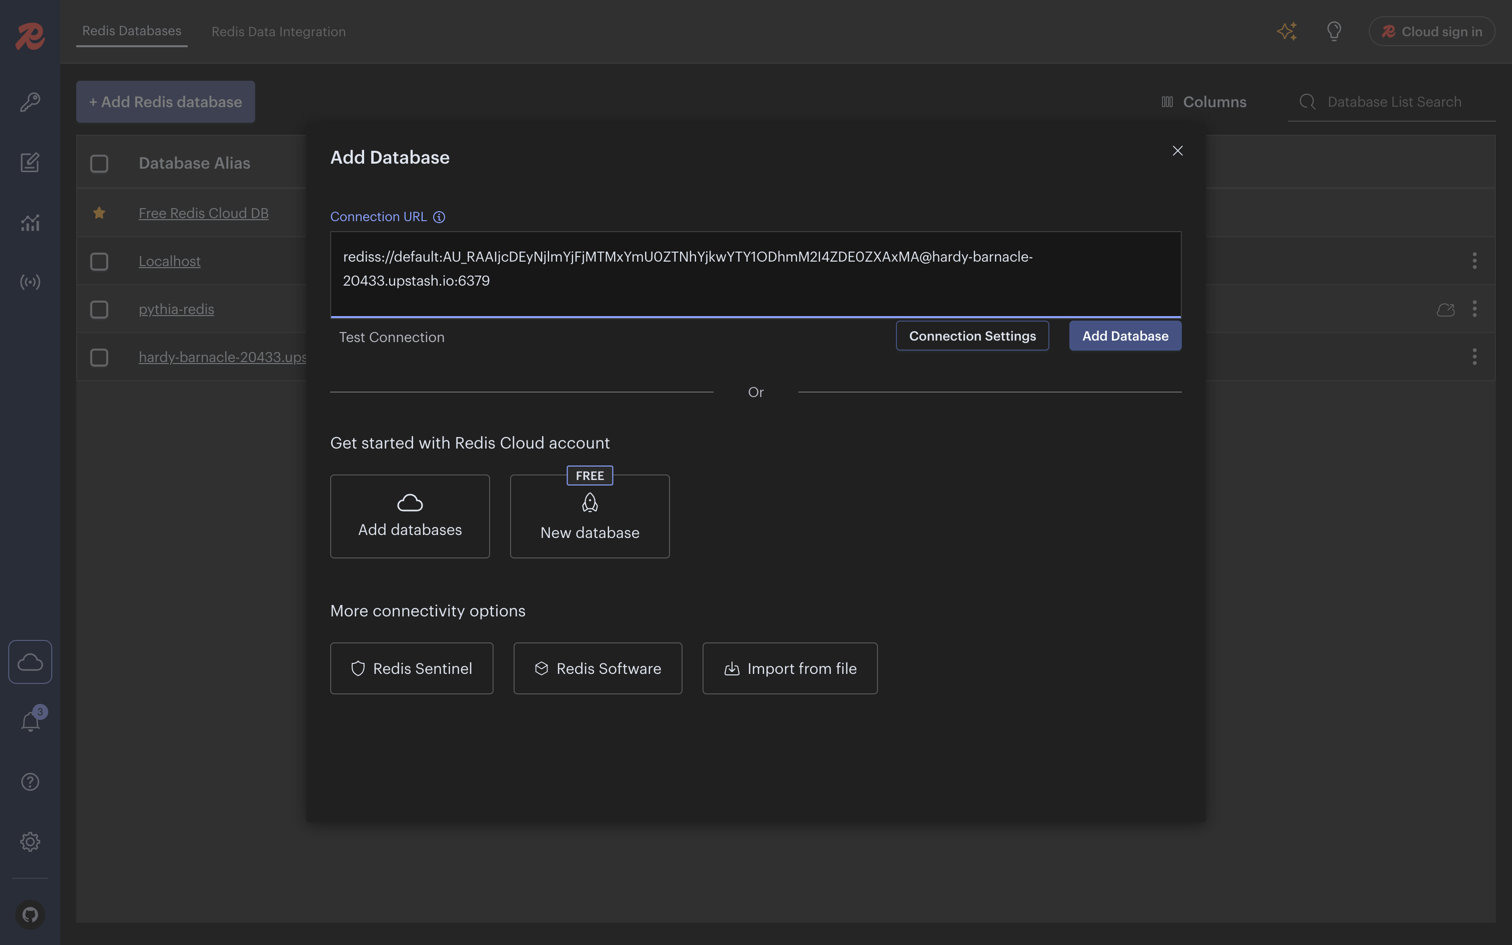 Redis Databases
Redis Data Integration
Cloud sign in
+ Add Redis database
Columns
Database List Search
Database Alias
Free Redis Cloud DB
Localhost
pythia-redis
hardy-barnacle-20433.ups
3
Add Database
Connection URL
rediss://default:AU_RAAIjcDEyNjlmYjFjMTMxYmU0ZTNhYjkwYTY1ODhmM2I4ZDE0ZXAxMA@hardy-barnacle-
20433.upstash.io:6379
Test Connection
Connection Settings
Add Database
Or
Get started with Redis Cloud account
Add databases
FREE
New database
More connectivity options
Redis Sentinel
Redis Software
Import from file